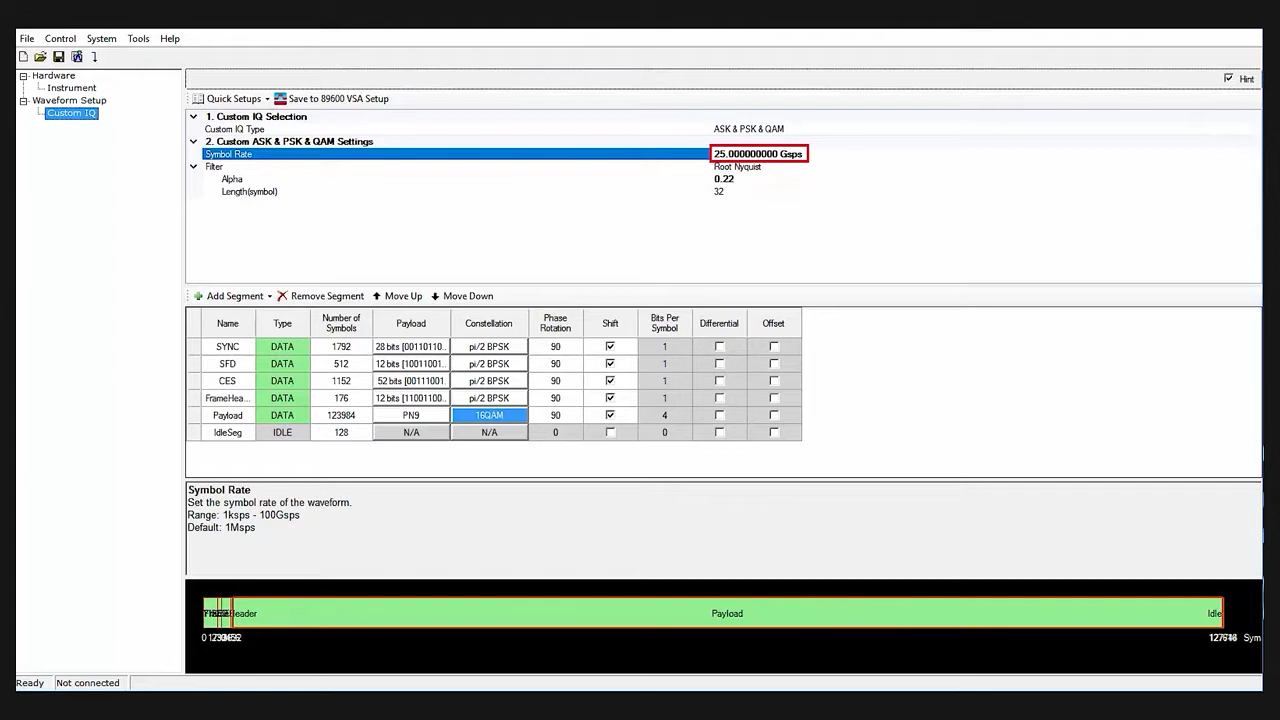 File Control System Tools Help
Hardware
Instrument
Waveform Setup
Custom IQ
Hint
Quick Setups Save to 89600 VSA Setup
1. Custom IQ Selection
Custom IQ Type ASK & PSK & QAM
2. Custom ASK & PSK & QAM Settings
Symbol Rate 25.000000000 Gsps
Filter Root Nyquist
Alpha 0.22
Length(symbol) 32
Add Segment Remove Segment Move Up Move Down
Name Type Number of Symbols Payload Constellation Phase Rotation Shift Bits Per Symbol Differential Offset
SYNC DATA 1792 28 bits [00110110... pi/2 BPSK 90 1
SFD DATA 512 12 bits [10011001... pi/2 BPSK 90 1
CES DATA 1152 52 bits [00111001... pi/2 BPSK 90 1
FrameHea... DATA 176 12 bits [11001100... pi/2 BPSK 90 1
Payload DATA 123984 PN9 16QAM 90 4
IdleSeg IDLE 128 N/A N/A 0 0
Symbol Rate
Set the symbol rate of the waveform.
Range: 1ksps - 100Gsps
Default: 1Msps
Payload Idle
0 Sym
Ready Not connected